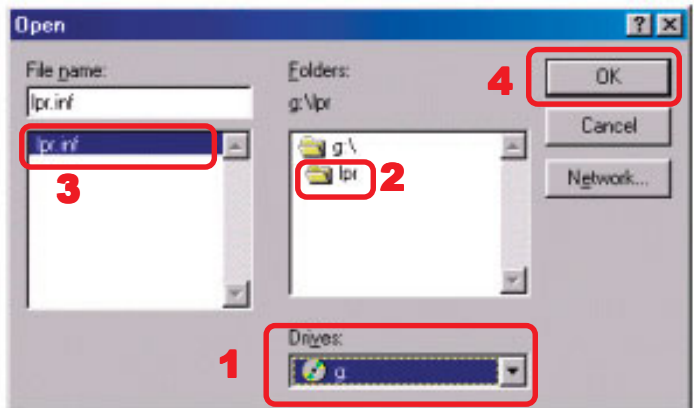 Open
? ×
File name:
lpr.inf
lpr.inf
3
Folders:
g:\lpr
g:\
lpr
2
Drives:
1
g
4
OK
Cancel
Network...